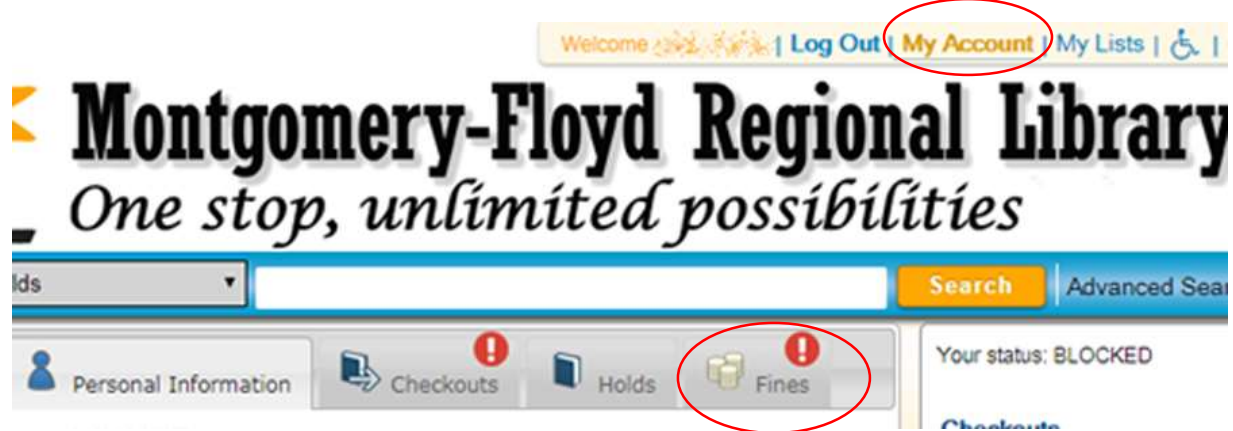 Welcome | Log Out | My Account | My Lists | |
Montgomery-Floyd Regional Library
One stop, unlimited possibilities
lds
Search
Advanced Sear
Personal Information
Checkouts
Holds
Fines
Your status: BLOCKED
Checkouts